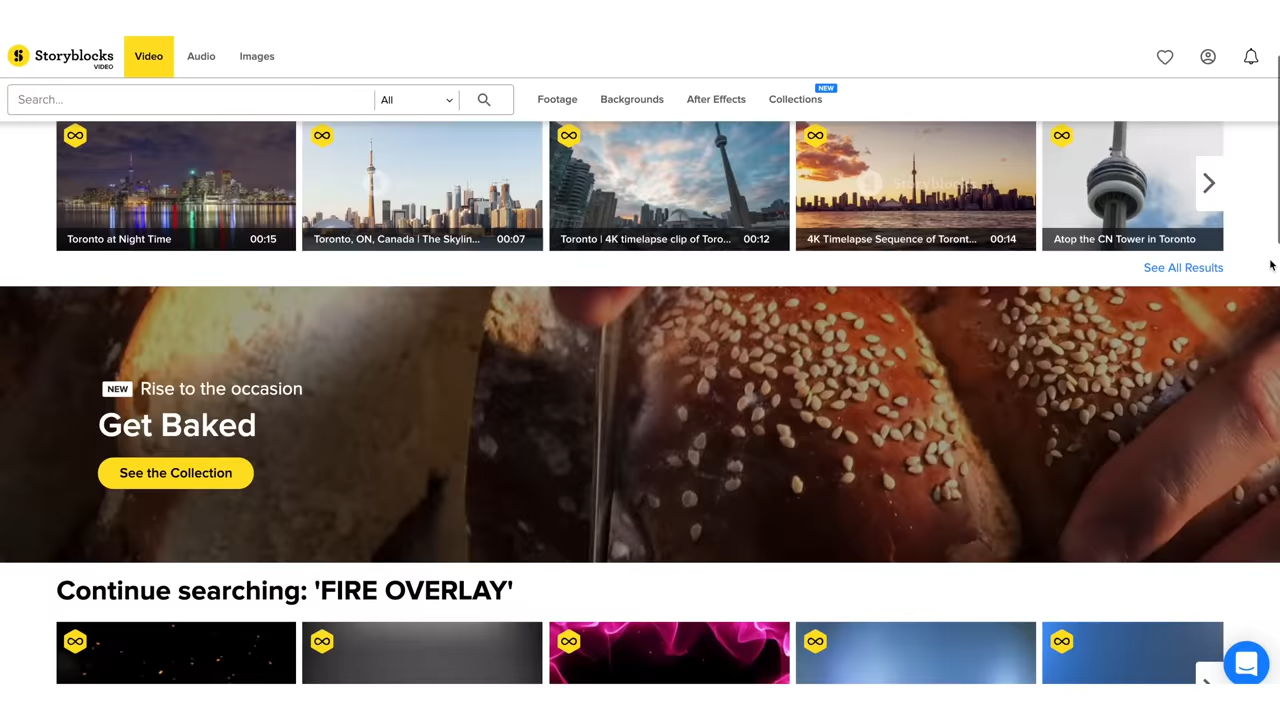 Storyblocks
VIDEO
Video
Audio
Images
Search...
All
Footage
Backgrounds
After Effects
Collections
NEW
Toronto at Night Time
00:15
Toronto, ON, Canada | The Skylin...
00:07
Toronto | 4K timelapse clip of Toro...
00:12
Storyblocks
4K Timelapse Sequence of Toront...
00:14
Atop the CN Tower in Toronto
See All Results
NEW Rise to the occasion
Get Baked
See the Collection
Continue searching: 'FIRE OVERLAY'